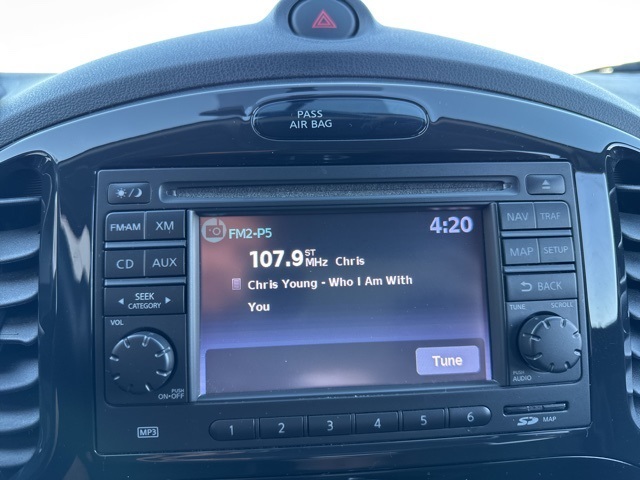 PASS
AIR BAG
FM-AM XM
CD AUX
SEEK
CATEGORY
VOL
PUSH
ON•OFF
MP3
FM2-P5 4:20
107.9 ST MHz Chris
Chris Young - Who I Am With
You
Tune
NAV TRAF
MAP SETUP
BACK
TUNE SCROLL
PUSH
AUDIO
1 2 3 4 5 6
SD MAP